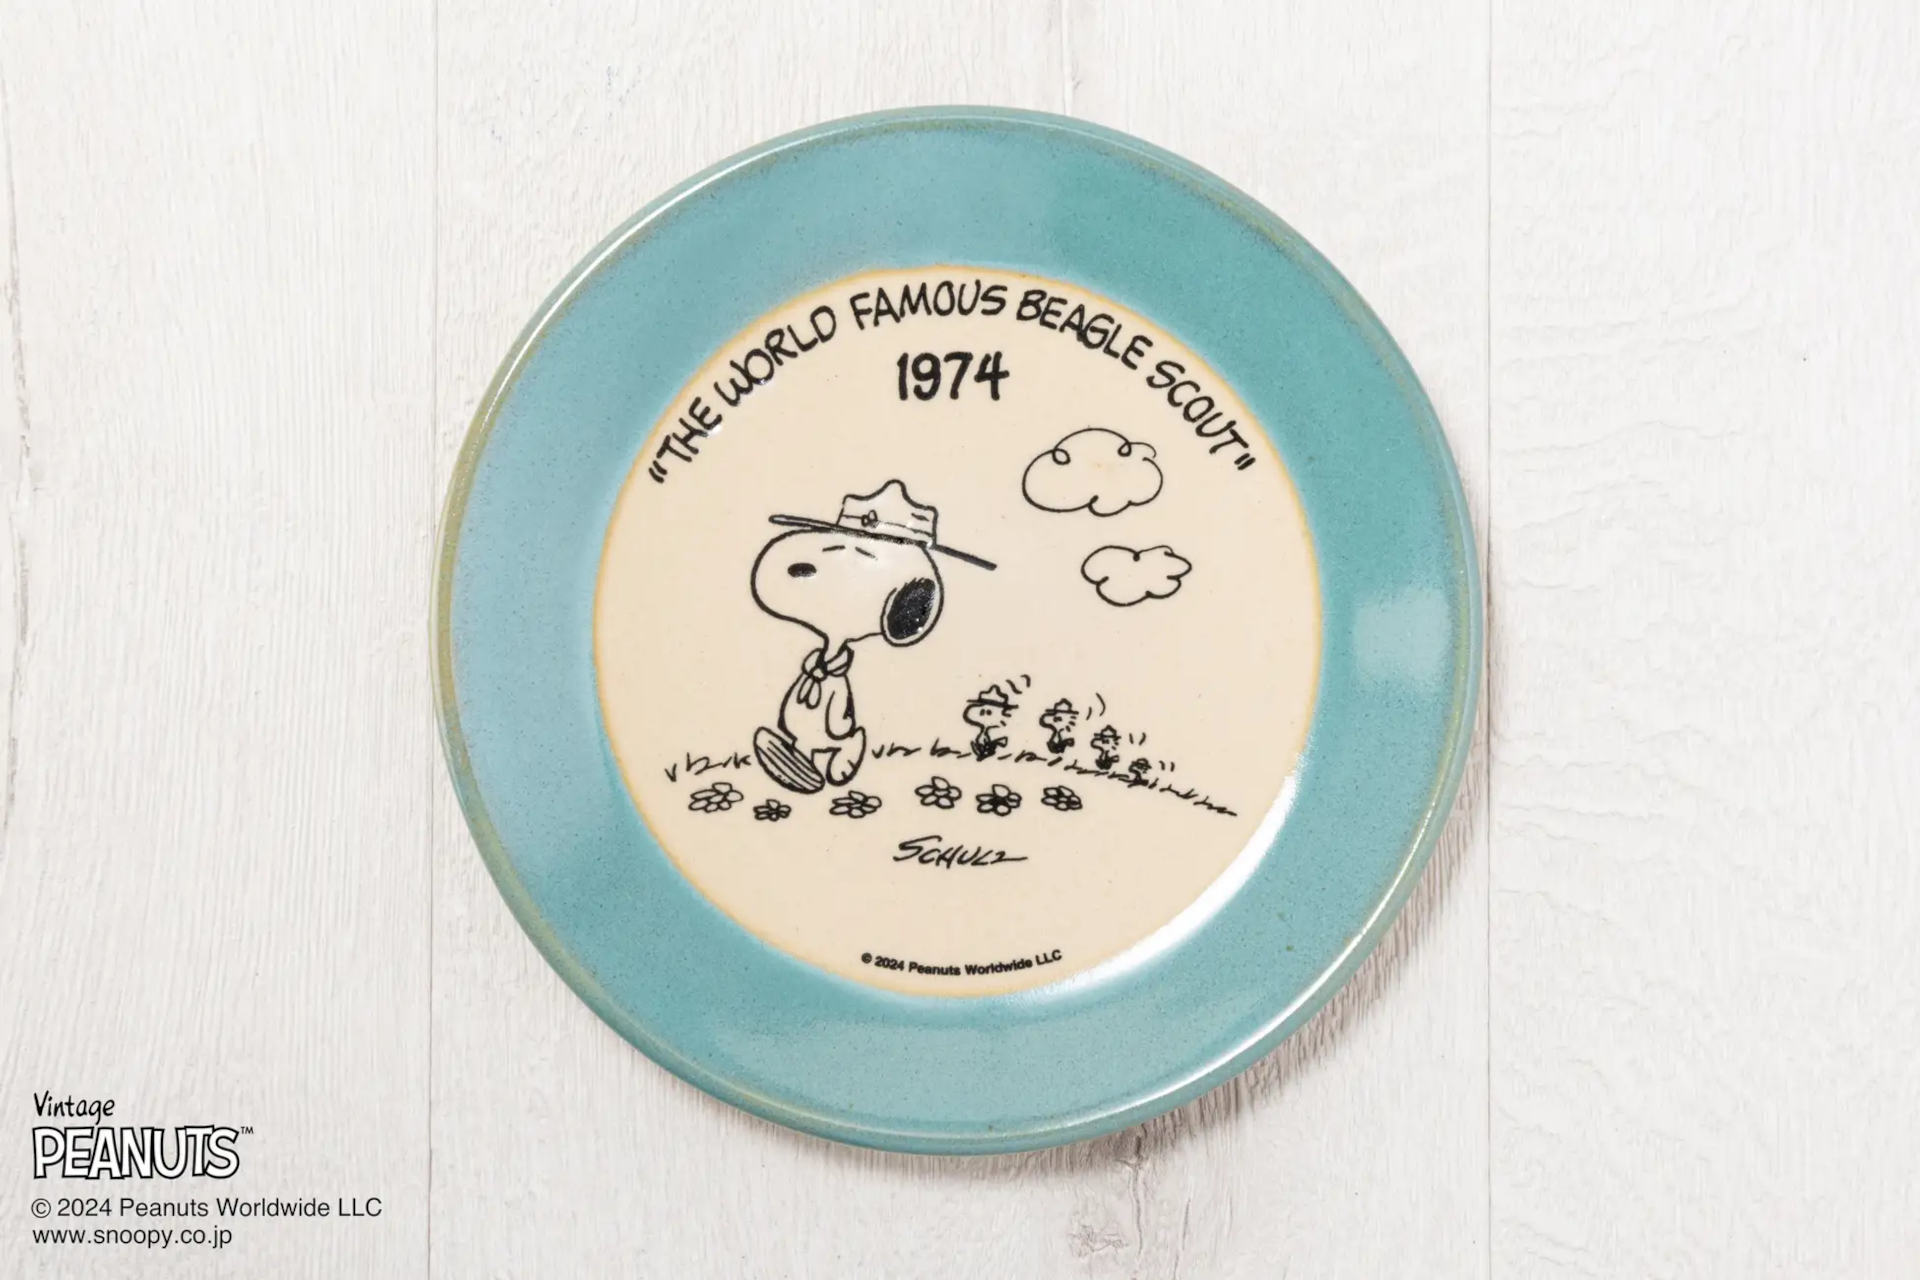 "THE WORLD FAMOUS BEAGLE SCOUT"
1974
SCHULZ
© 2024 Peanuts Worldwide LLC
Vintage
PEANUTS™
© 2024 Peanuts Worldwide LLC
www.snoopy.co.jp